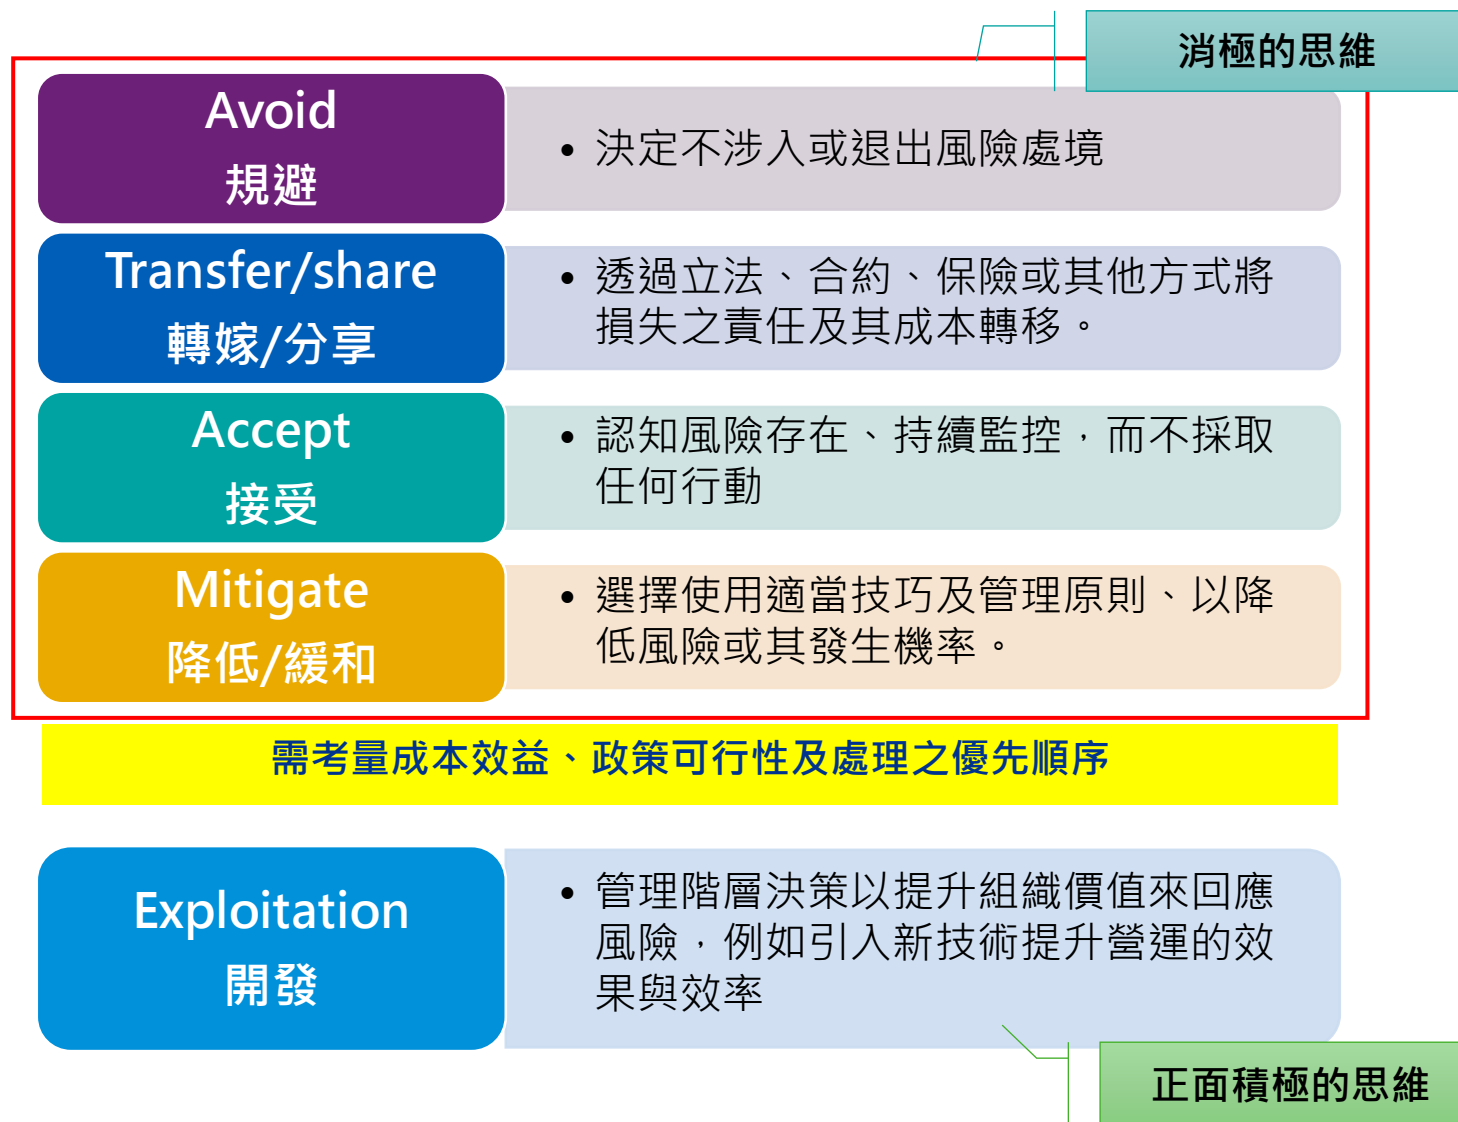 消極的思維
Avoid
規避
• 決定不涉入或退出風險處境
Transfer/share
轉嫁/分享
• 透過立法、合約、保險或其他方式將
損失之責任及其成本轉移。
Accept
接受
• 認知風險存在、持續監控，而不採取
任何行動
Mitigate
降低/緩和
• 選擇使用適當技巧及管理原則、以降
低風險或其發生機率。
需考量成本效益、政策可行性及處理之優先順序
Exploitation
開發
• 管理階層決策以提升組織價值來回應
風險，例如引入新技術提升營運的效
果與效率
正面積極的思維